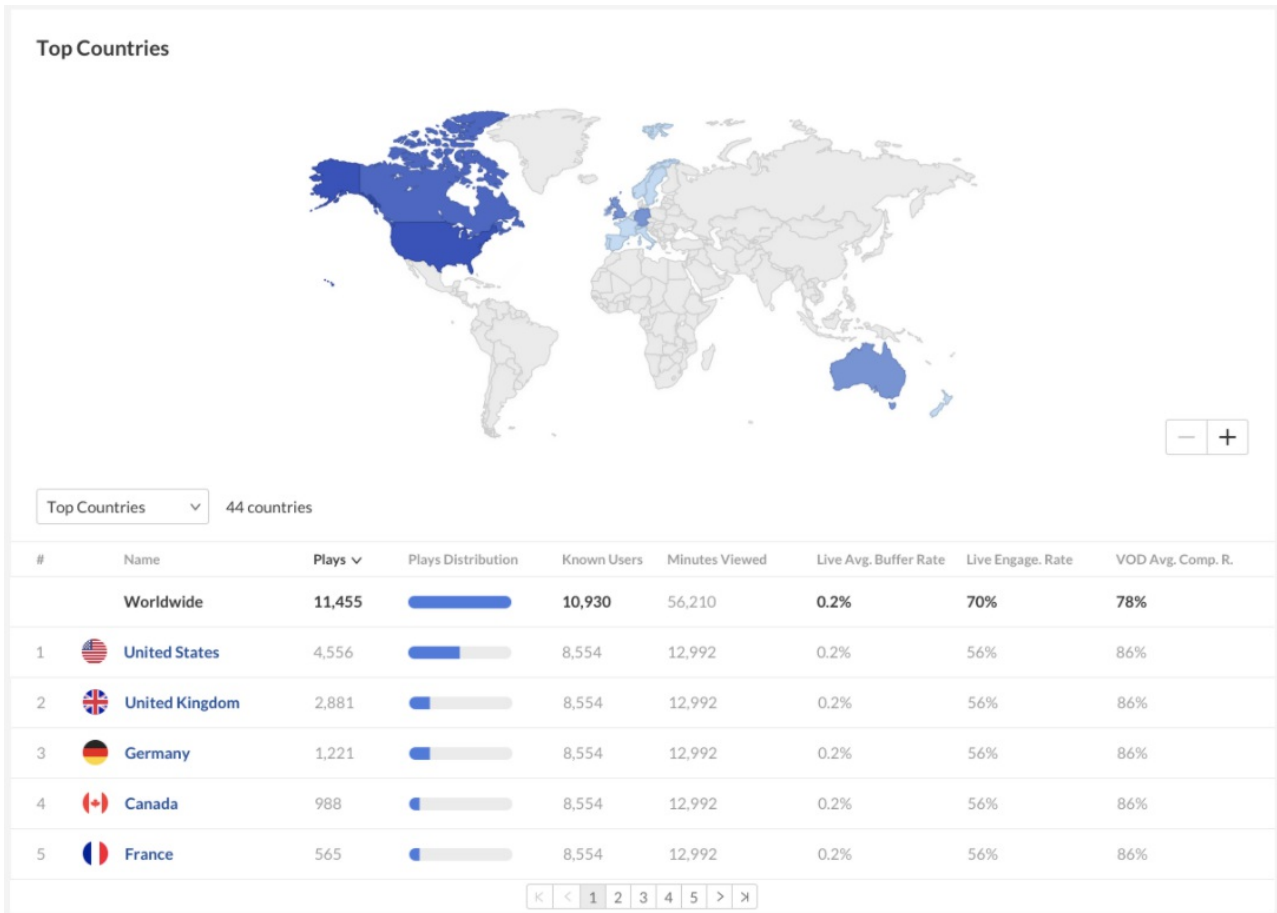 Top Countries
− +
Top Countries 44 countries
# Name Plays Plays Distribution Known Users Minutes Viewed Live Avg. Buffer Rate Live Engage. Rate VOD Avg. Comp. R.
Worldwide 11,455 10,930 56,210 0.2% 70% 78%
1 United States 4,556 8,554 12,992 0.2% 56% 86%
2 United Kingdom 2,881 8,554 12,992 0.2% 56% 86%
3 Germany 1,221 8,554 12,992 0.2% 56% 86%
4 Canada 988 8,554 12,992 0.2% 56% 86%
5 France 565 8,554 12,992 0.2% 56% 86%
1 2 3 4 5